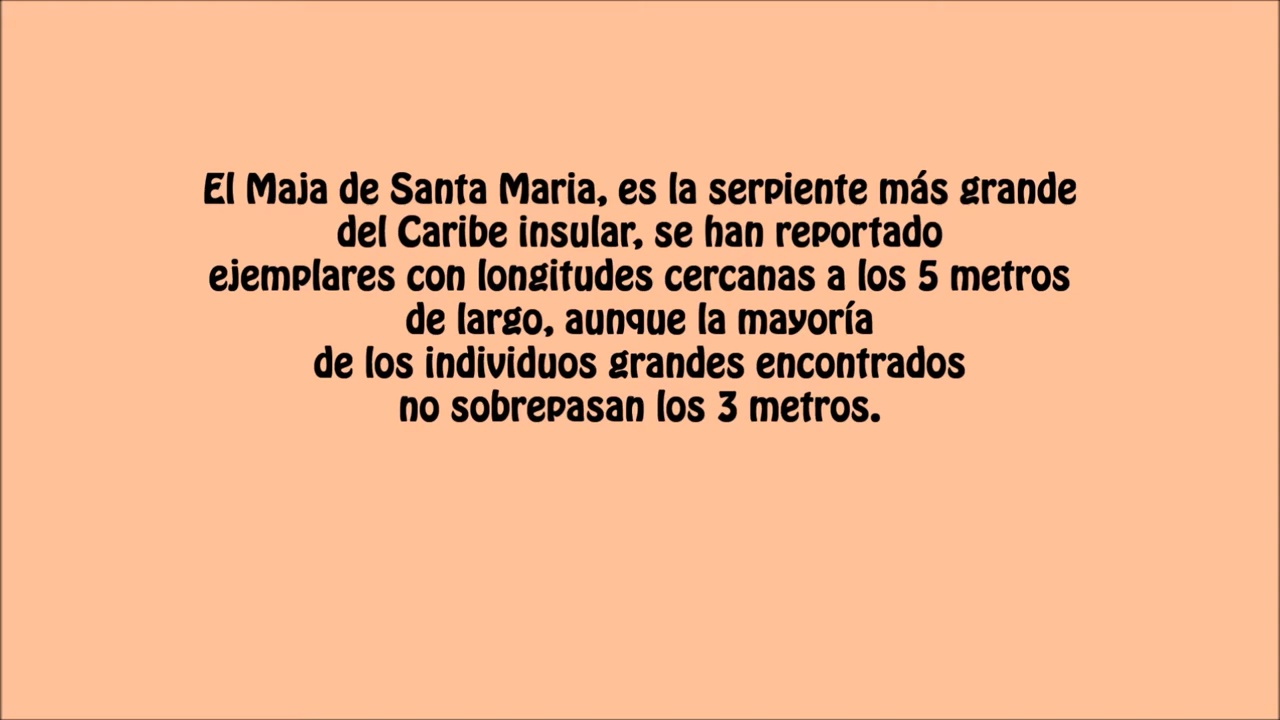 El Maja de Santa Maria, es la serpiente más grande
del Caribe insular, se han reportado
ejemplares con longitudes cercanas a los 5 metros
de largo, aunque la mayoría
de los individuos grandes encontrados
no sobrepasan los 3 metros.